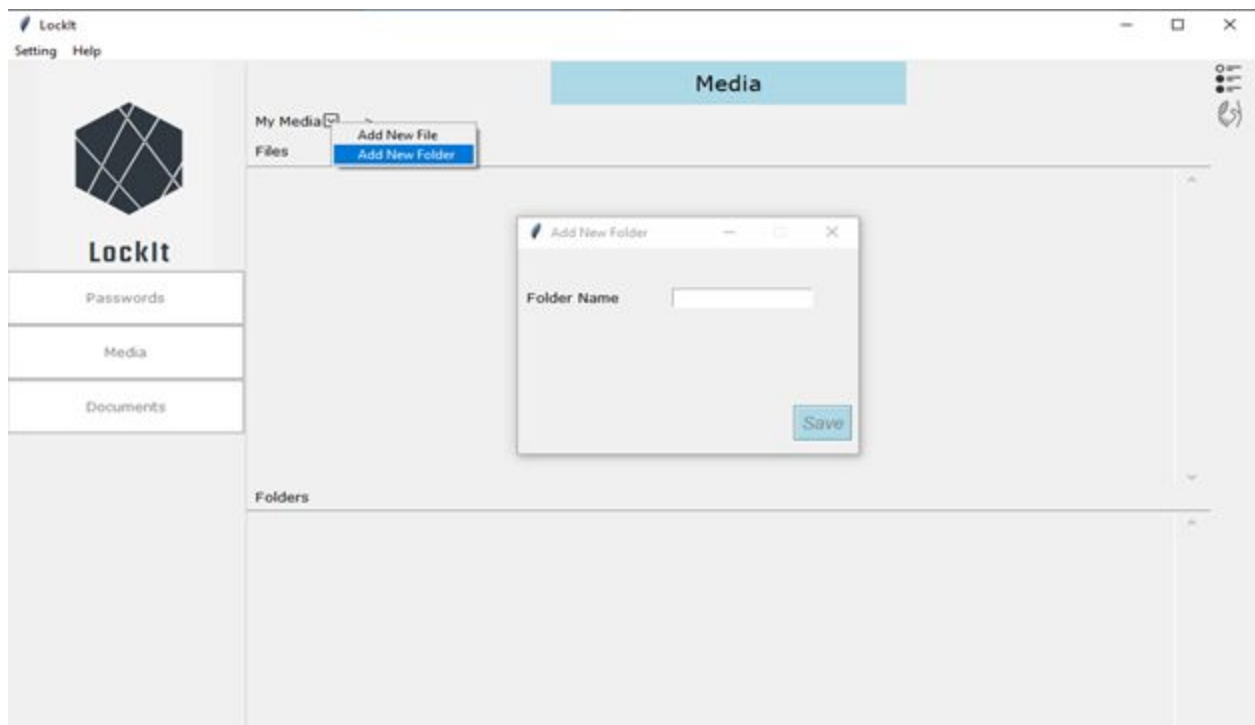 LockIt
Setting Help
Media
My Media >
Add New File
Files
Add New Folder
LockIt
Add New Folder
Passwords
Folder Name
Media
Documents
Save
Folders